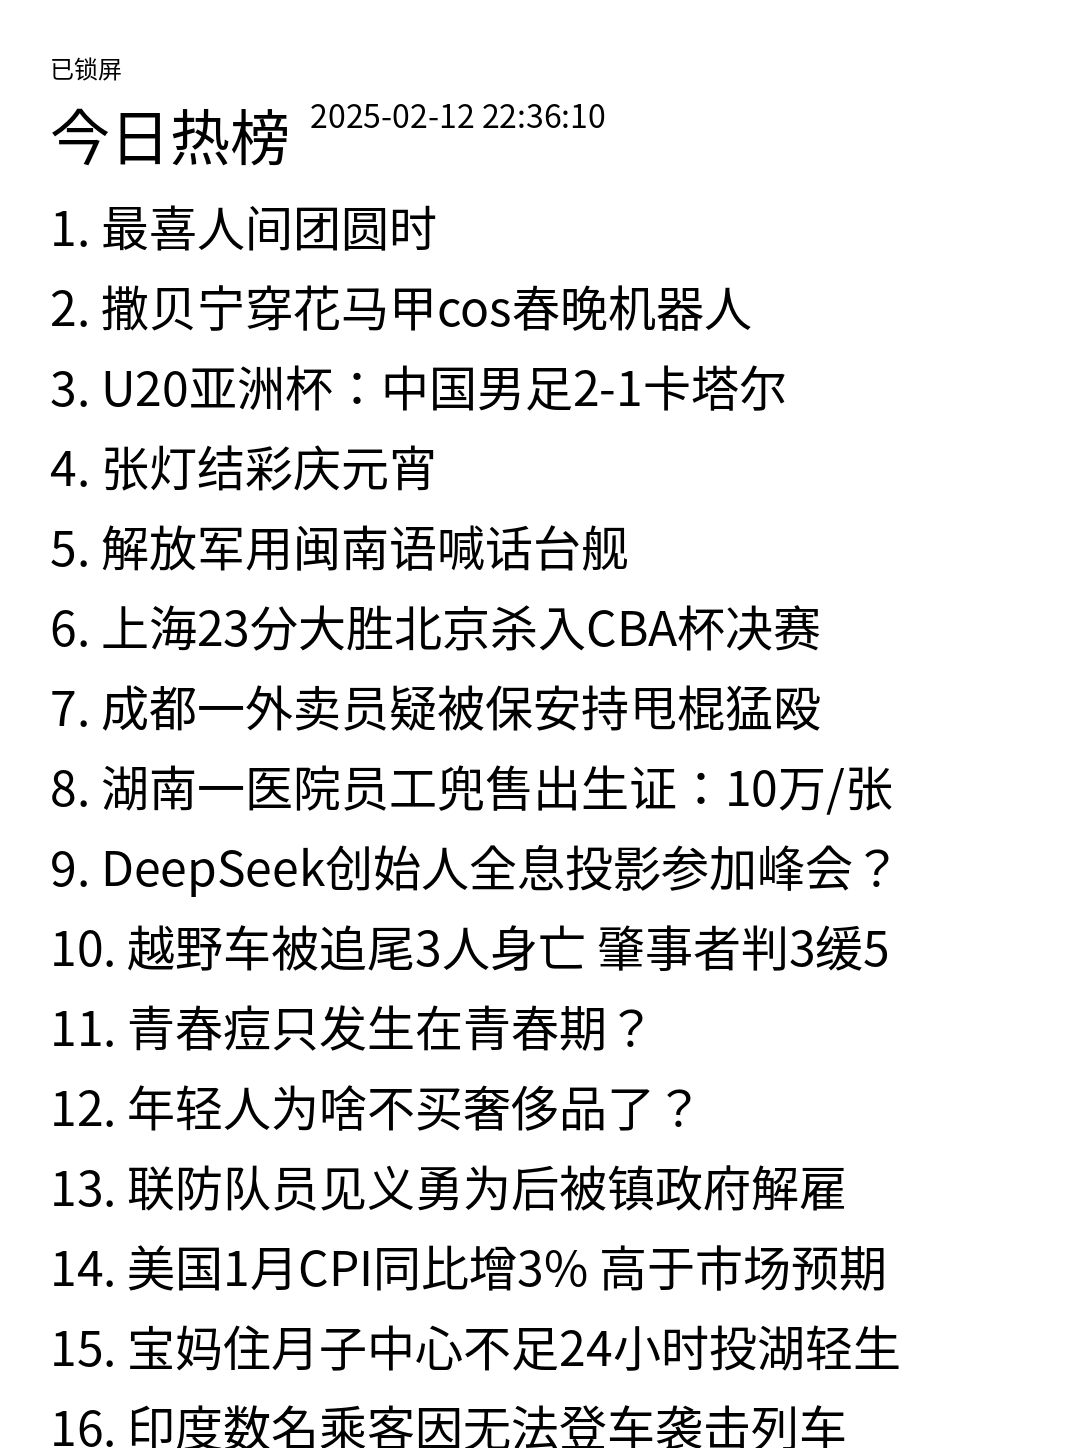 已锁屏
今日热榜 2025-02-12 22:36:10
1. 最喜人间团圆时
2. 撒贝宁穿花马甲cos春晚机器人
3. U20亚洲杯：中国男足2-1卡塔尔
4. 张灯结彩庆元宵
5. 解放军用闽南语喊话台舰
6. 上海23分大胜北京杀入CBA杯决赛
7. 成都一外卖员疑被保安持甩棍猛殴
8. 湖南一医院员工兜售出生证：10万/张
9. DeepSeek创始人全息投影参加峰会？
10. 越野车被追尾3人身亡 肇事者判3缓5
11. 青春痘只发生在青春期？
12. 年轻人为啥不买奢侈品了？
13. 联防队员见义勇为后被镇政府解雇
14. 美国1月CPI同比增3% 高于市场预期
15. 宝妈住月子中心不足24小时投湖轻生
16. 印度数名乘客因无法登车袭击列车